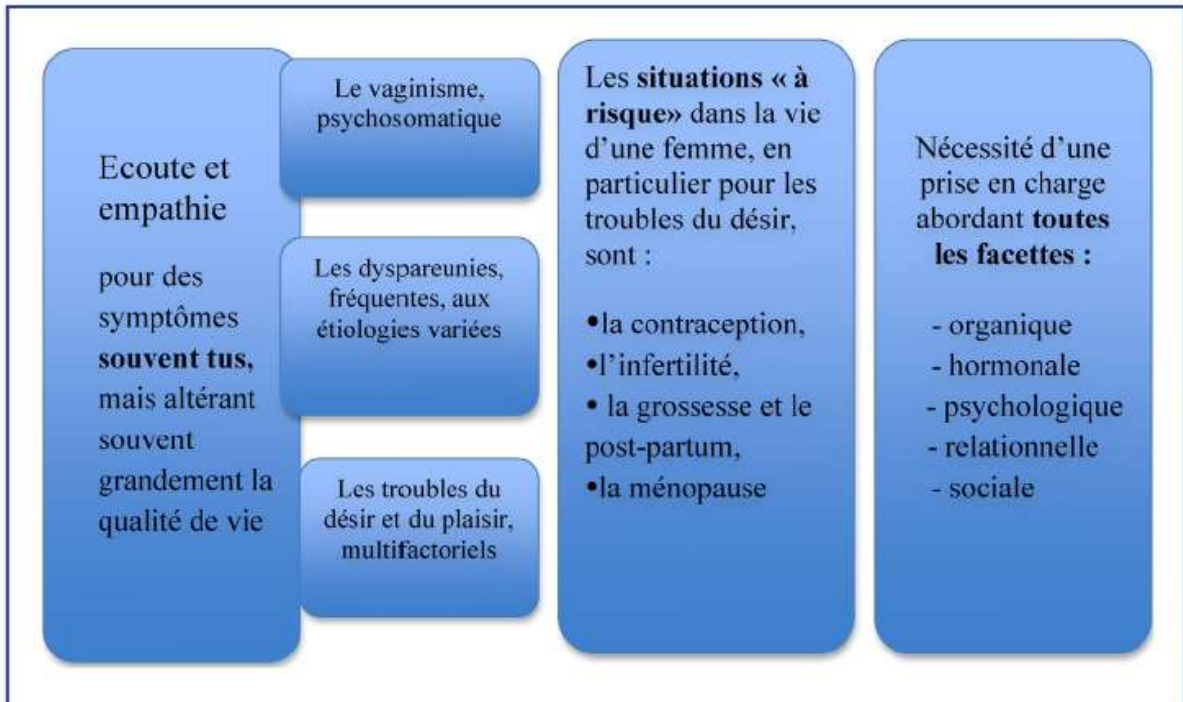 Ecoute et
empathie
pour des
symptômes
souvent tus,
mais altérant
souvent
grandement la
qualité de vie
Le vaginisme,
psychosomatique
Les dyspareunies,
fréquentes, aux
étiologies variées
Les troubles du
désir et du plaisir,
multifactoriels
Les situations « à
risque» dans la vie
d’une femme, en
particulier pour les
troubles du désir,
sont :
•la contraception,
•l’infertilité,
• la grossesse et le
post-partum,
•la ménopause
Nécessité d’une
prise en charge
abordant toutes
les facettes :
- organique
- hormonale
- psychologique
- relationnelle
- sociale